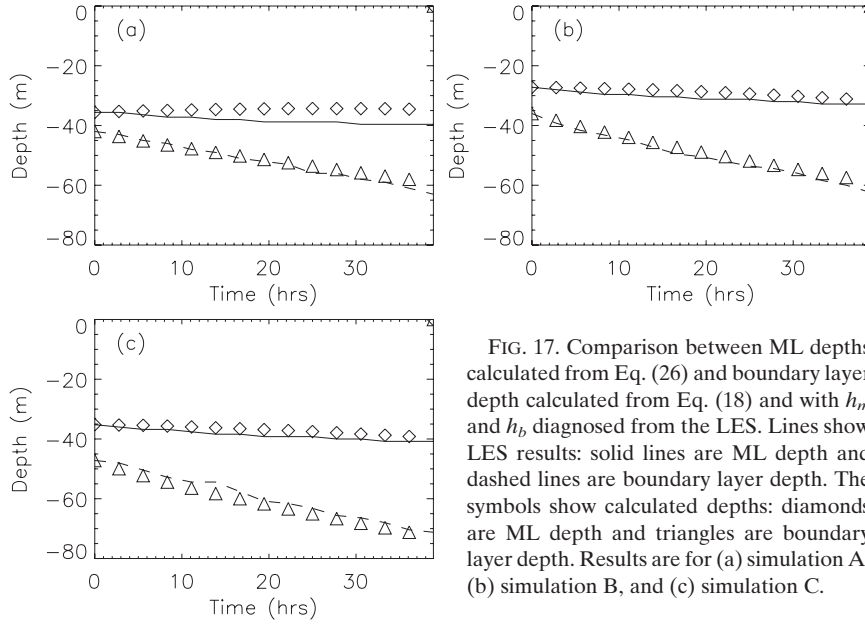 (a)
0
−20
−40
−60
−80
Depth (m)
0 10 20 30
Time (hrs)
(b)
0
−20
−40
−60
−80
Depth (m)
0 10 20 30
Time (hrs)
(c)
0
−20
−40
−60
−80
Depth (m)
0 10 20 30
Time (hrs)
FIG. 17. Comparison between ML depths
calculated from Eq. (26) and boundary layer
depth calculated from Eq. (18) and with hm
and hb diagnosed from the LES. Lines show
LES results: solid lines are ML depth and
dashed lines are boundary layer depth. The
symbols show calculated depths: diamonds
are ML depth and triangles are boundary
layer depth. Results are for (a) simulation A
(b) simulation B, and (c) simulation C.